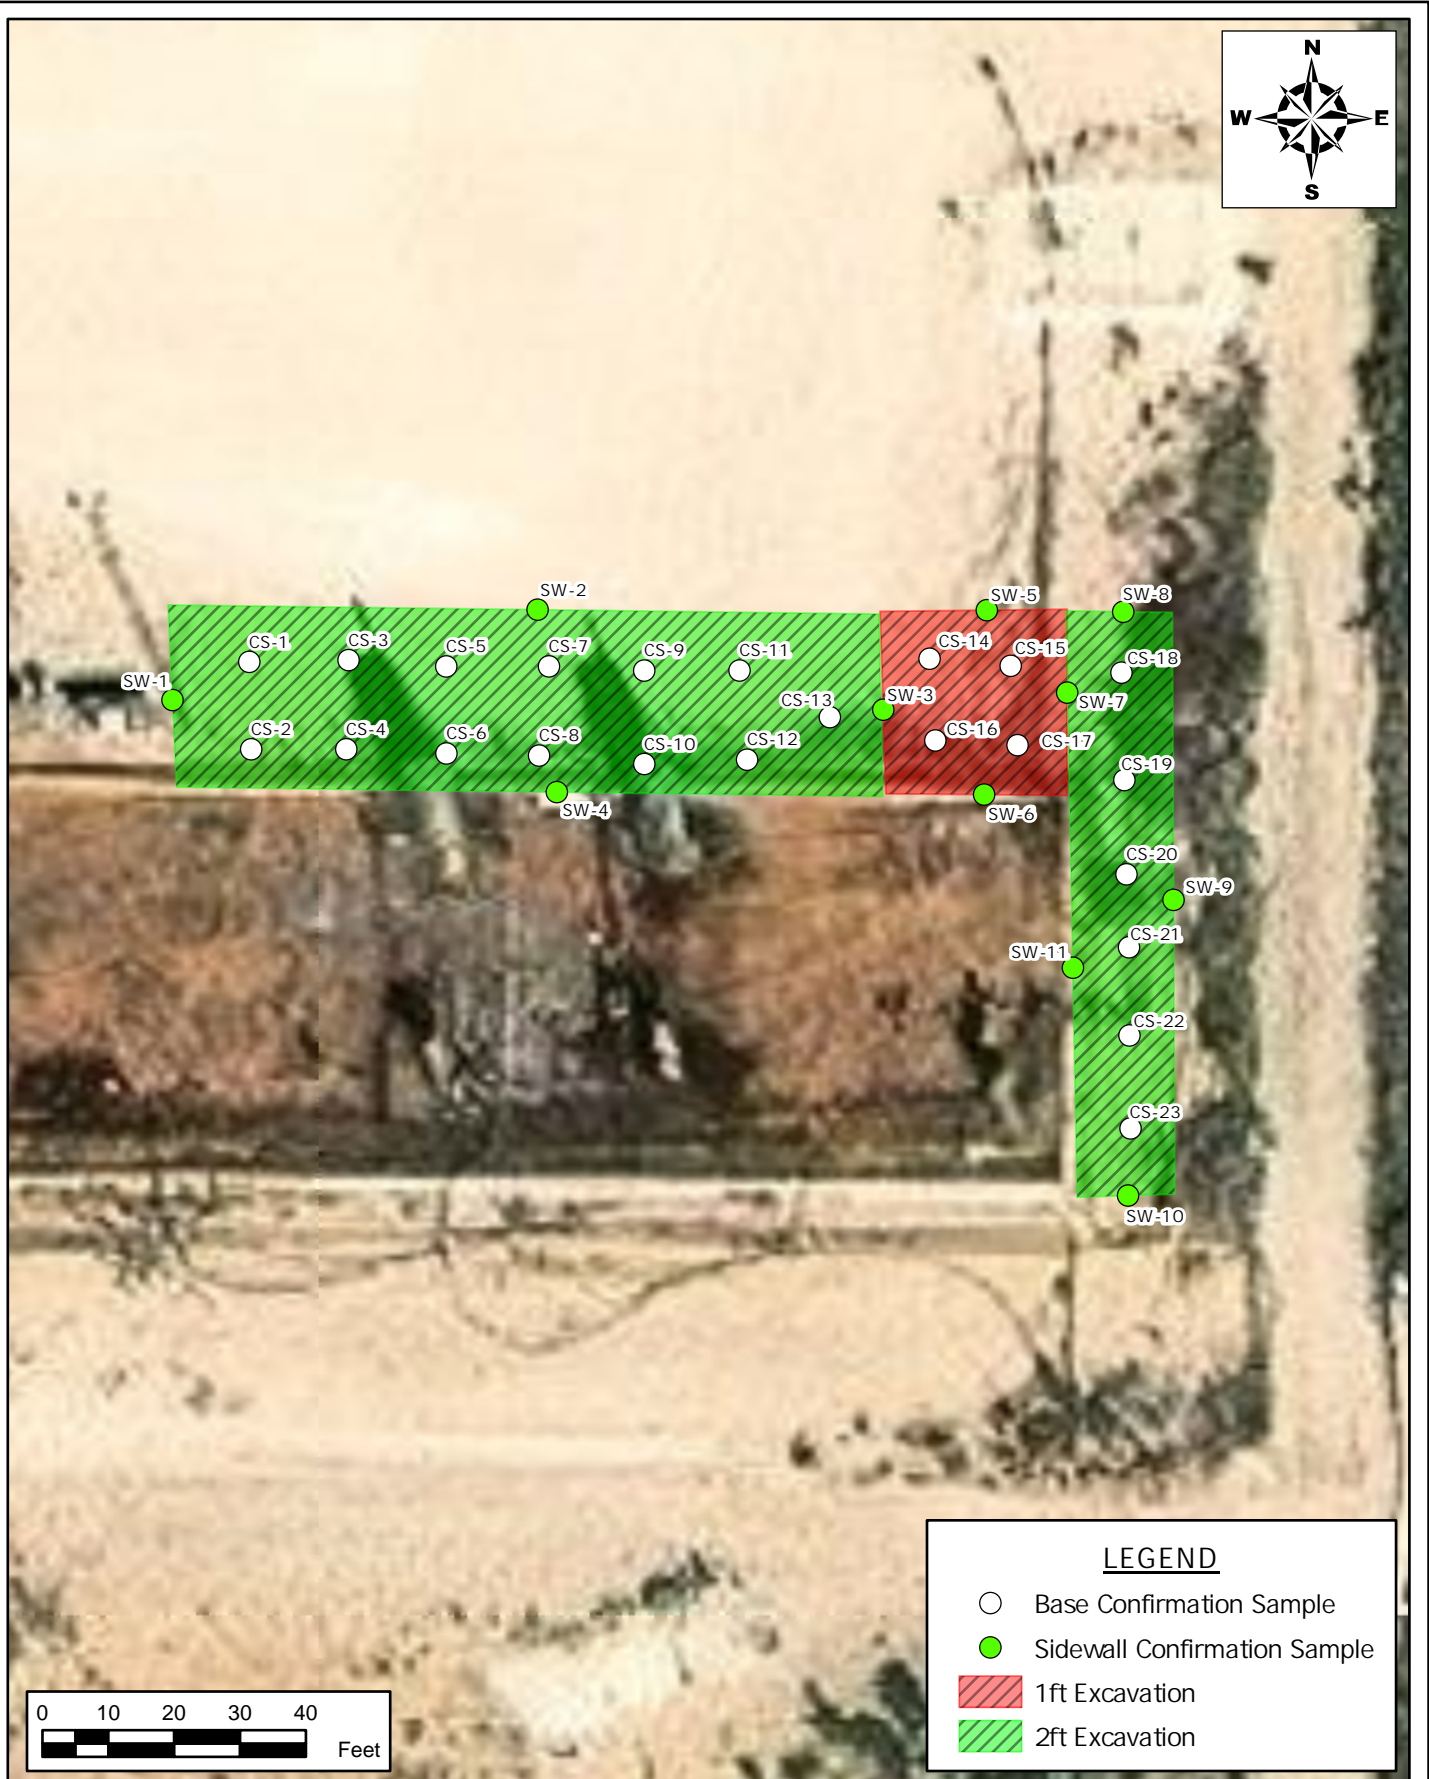 N
W E
S
SW-2
SW-5
SW-8
CS-1
CS-3
CS-5
CS-7
CS-9
CS-11
CS-14
CS-15
CS-18
SW-1
CS-13
SW-3
SW-7
CS-2
CS-4
CS-6
CS-8
CS-10
CS-12
CS-16
CS-17
CS-19
SW-4
SW-6
CS-20
SW-9
CS-21
SW-11
CS-22
CS-23
SW-10
LEGEND
Base Confirmation Sample
Sidewall Confirmation Sample
1ft Excavation
2ft Excavation
0 10 20 30 40
Feet